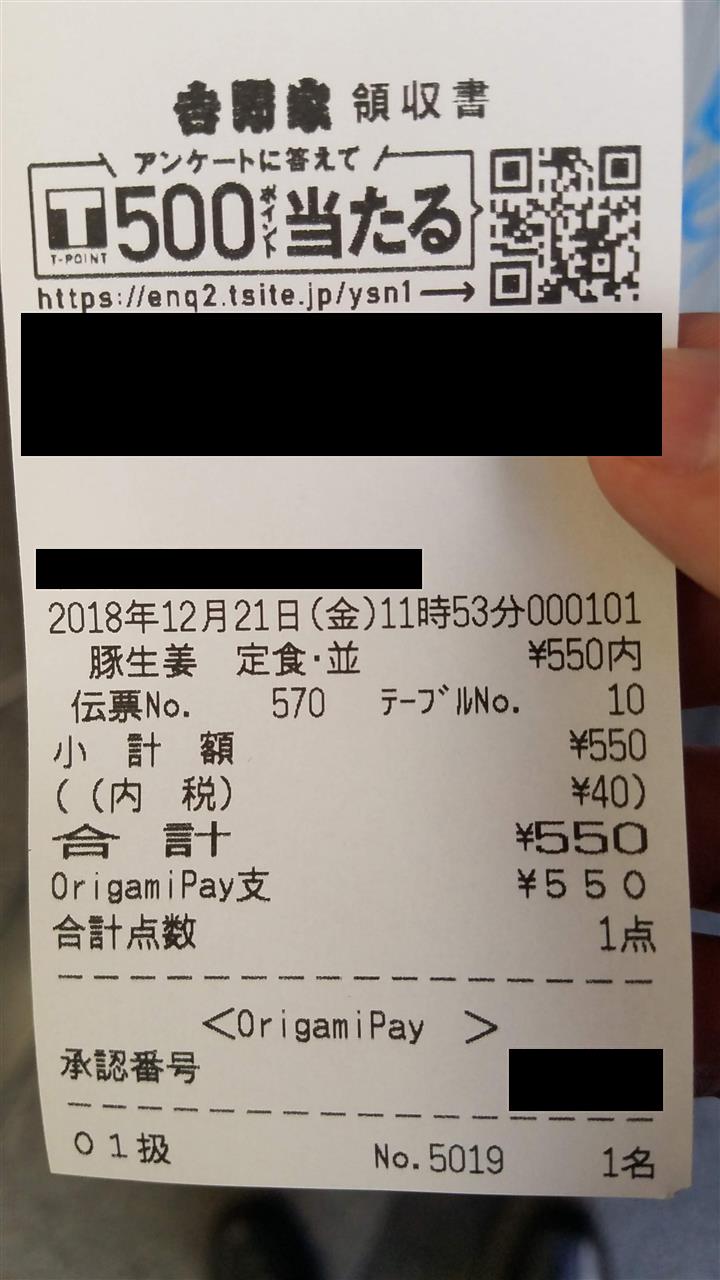 吉野家 領収書
アンケートに答えて
T 500ポイント当たる
T-POINT
https://enq2.tsite.jp/ysn1→
2018年12月21日(金)11時53分000101
豚生姜 定食・並 ¥550内
伝票No. 570 テーブルNo. 10
小 計 額 ¥550
((内 税) ¥40)
合 計 ¥550
OrigamiPay支 ¥550
合計点数 1点
<OrigamiPay >
承認番号
01扱 No.5019 1名